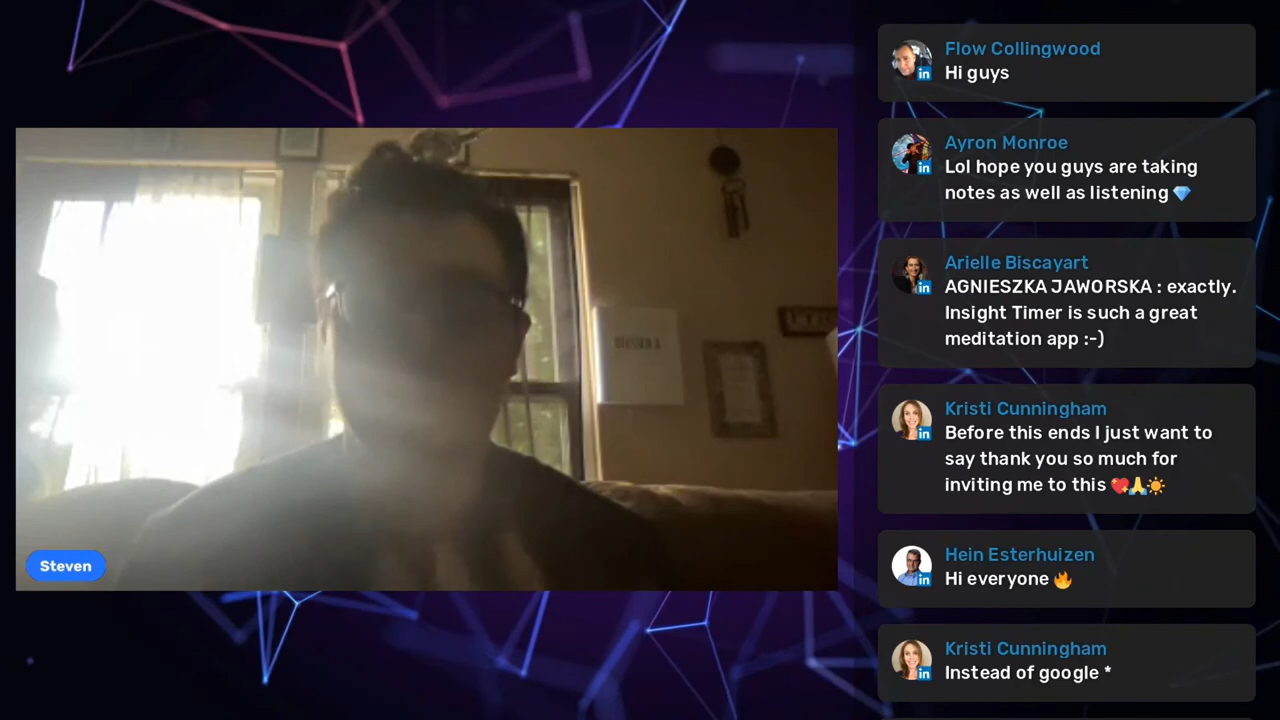 Flow Collingwood
Hi guys
Ayron Monroe
Lol hope you guys are taking
notes as well as listening 💎
Arielle Biscayart
AGNIESZKA JAWORSKA : exactly.
Insight Timer is such a great
meditation app :-)
Kristi Cunningham
Before this ends I just want to
say thank you so much for
inviting me to this 💖🙏☀️
Hein Esterhuizen
Hi everyone 🔥
Kristi Cunningham
Instead of google *
Steven